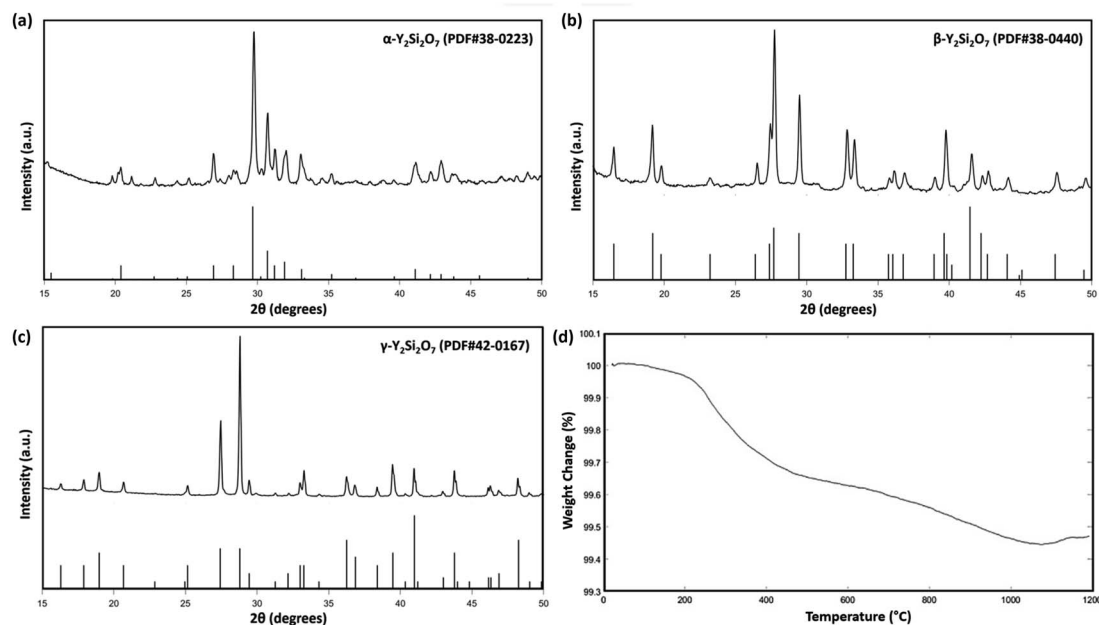 (a)
α-Y₂Si₂O₇ (PDF#38-0223)
Intensity (a.u.)
15 20 25 30 35 40 45 50
2θ (degrees)
(b)
β-Y₂Si₂O₇ (PDF#38-0440)
Intensity (a.u.)
15 20 25 30 35 40 45 50
2θ (degrees)
(c)
γ-Y₂Si₂O₇ (PDF#42-0167)
Intensity (a.u.)
15 20 25 30 35 40 45 50
2θ (degrees)
(d)
Weight Change (%)
100.1
100
99.9
99.8
99.7
99.6
99.5
99.4
99.3
0 200 400 600 800 1000 1200
Temperature (°C)